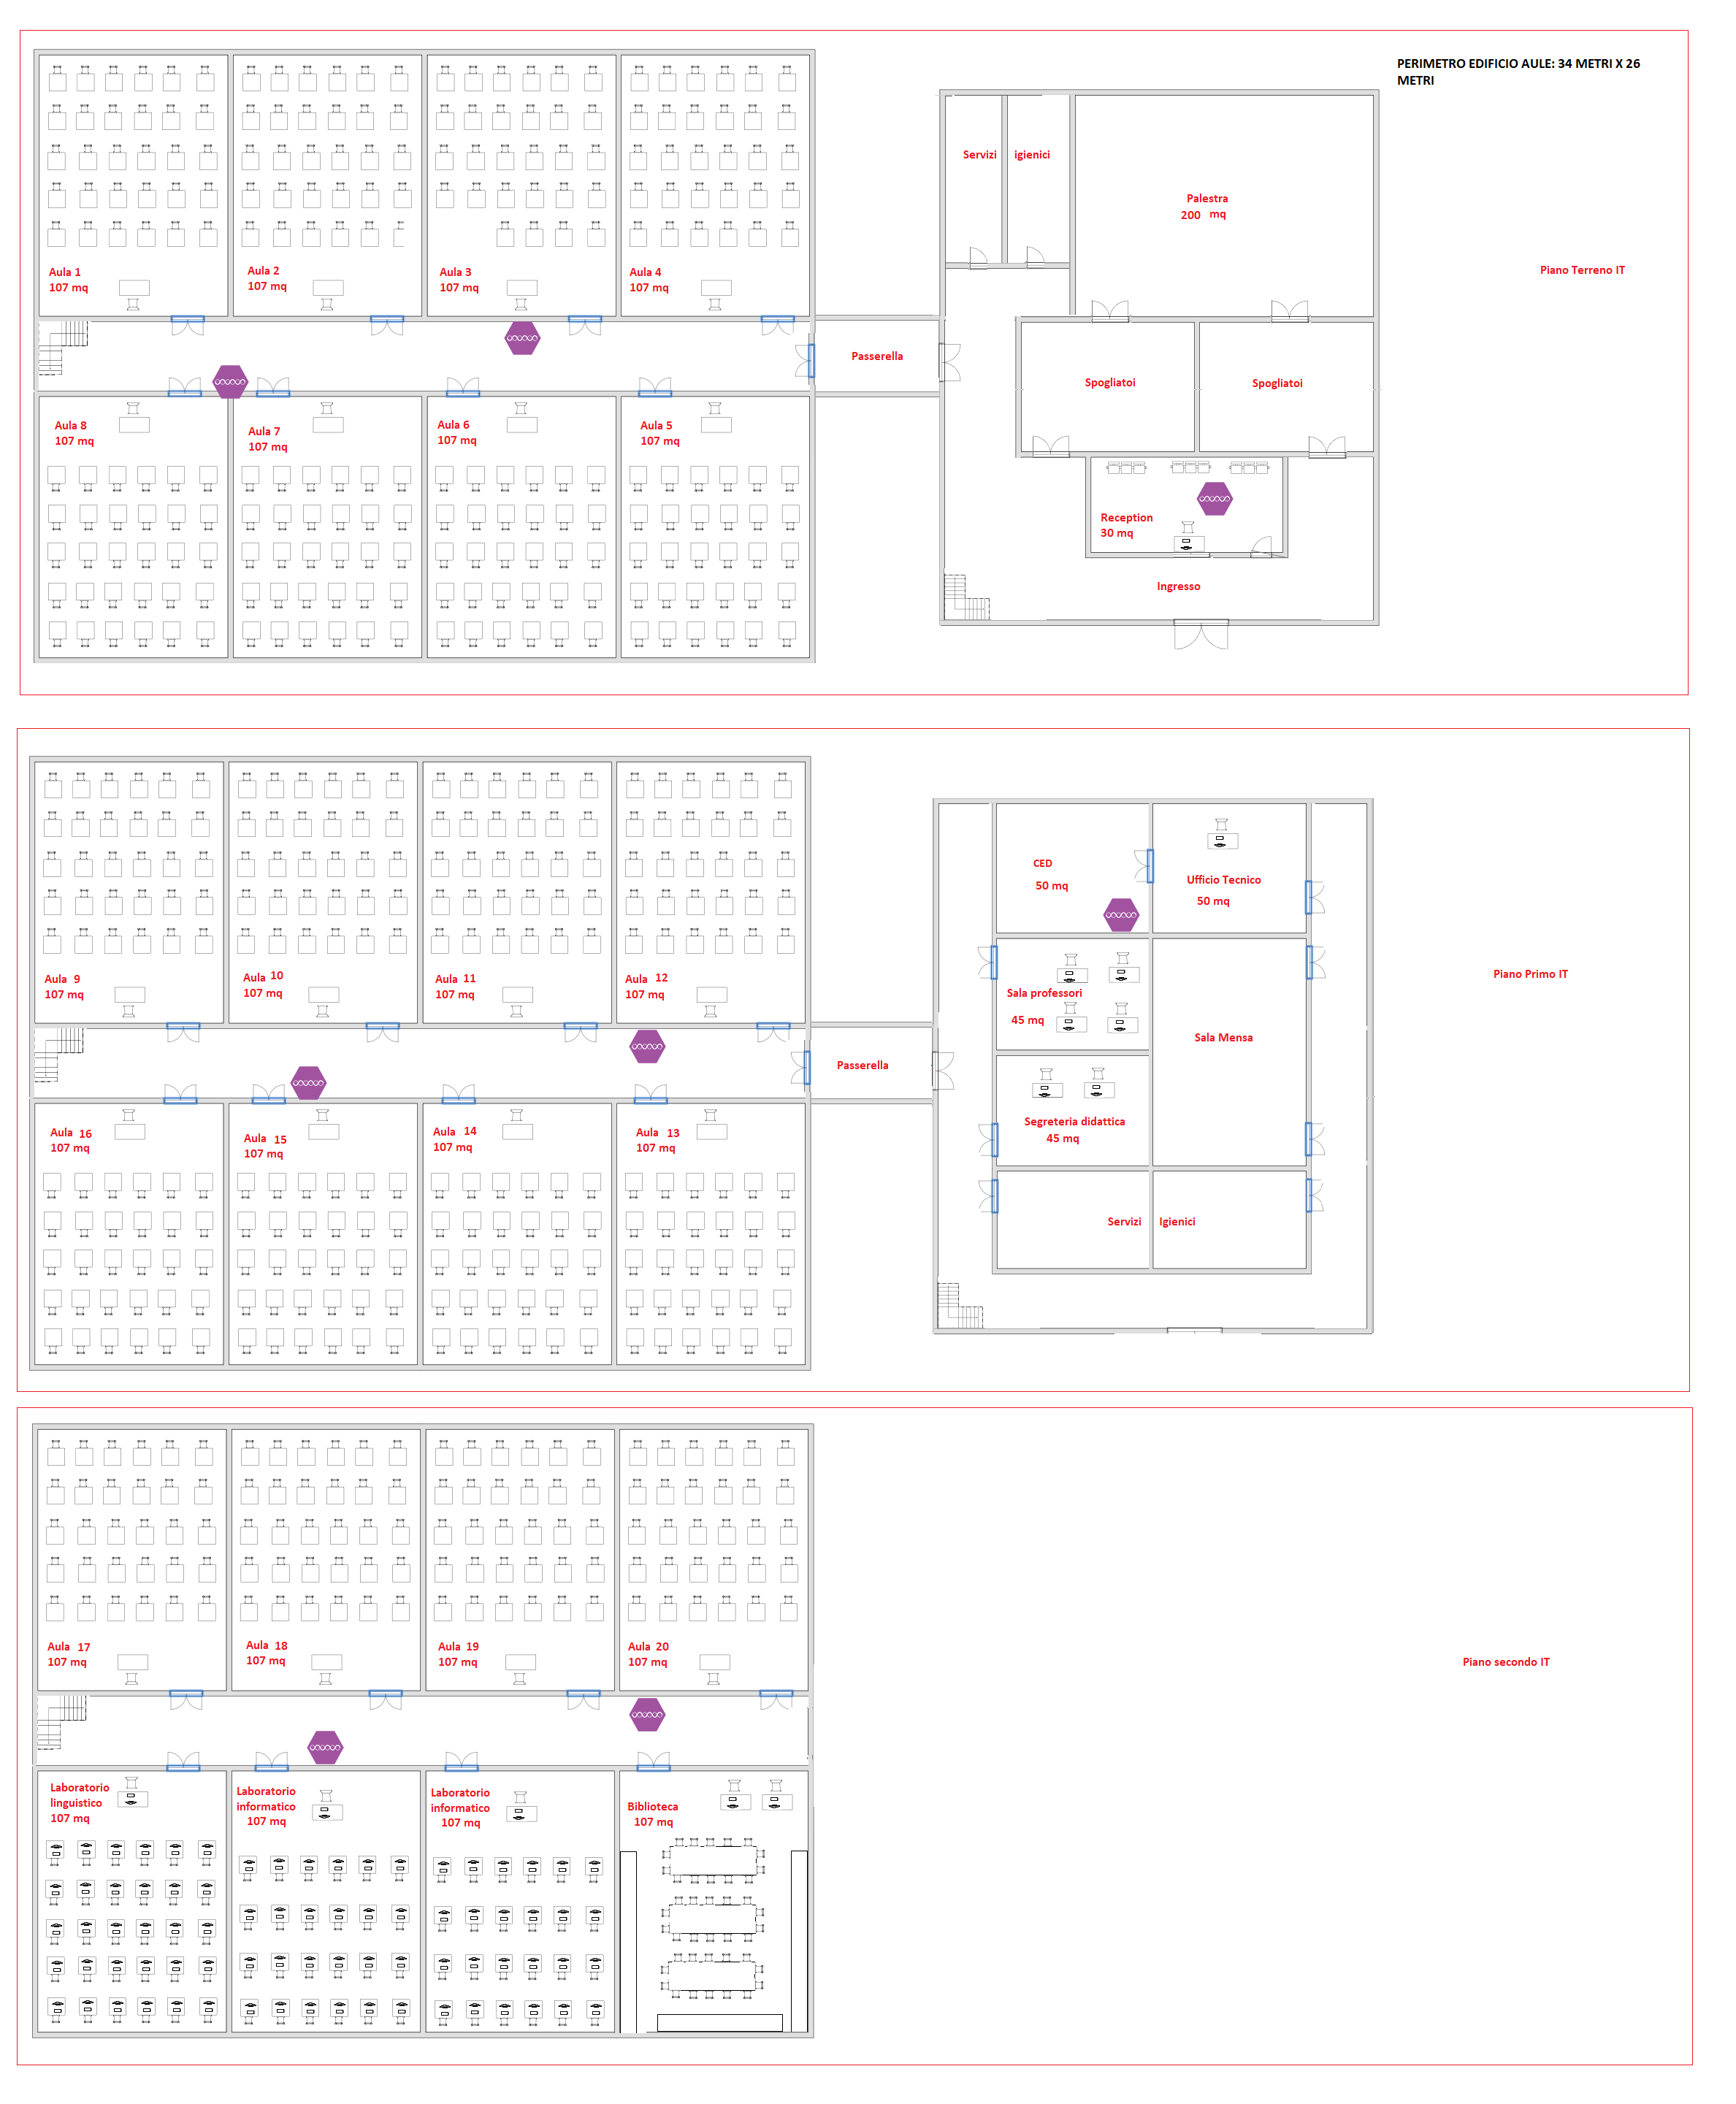 PERIMETRO EDIFICIO AULE: 34 METRI X 26
METRI
Servizi igienici
Palestra
200 mq
Piano Terreno IT
Aula 1
107 mq
Aula 2
107 mq
Aula 3
107 mq
Aula 4
107 mq
Passerella
Spogliatoi
Spogliatoi
Aula 8
107 mq
Aula 7
107 mq
Aula 6
107 mq
Aula 5
107 mq
Reception
30 mq
Ingresso
CED
50 mq
Ufficio Tecnico
50 mq
Aula 9
107 mq
Aula 10
107 mq
Aula 11
107 mq
Aula 12
107 mq
Sala professori
45 mq
Piano Primo IT
Sala Mensa
Passerella
Aula 16
107 mq
Aula 15
107 mq
Aula 14
107 mq
Aula 13
107 mq
Segreteria didattica
45 mq
Servizi Igienici
Aula 17
107 mq
Aula 18
107 mq
Aula 19
107 mq
Aula 20
107 mq
Piano secondo IT
Laboratorio
linguistico
107 mq
Laboratorio
informatico
107 mq
Laboratorio
informatico
107 mq
Biblioteca
107 mq